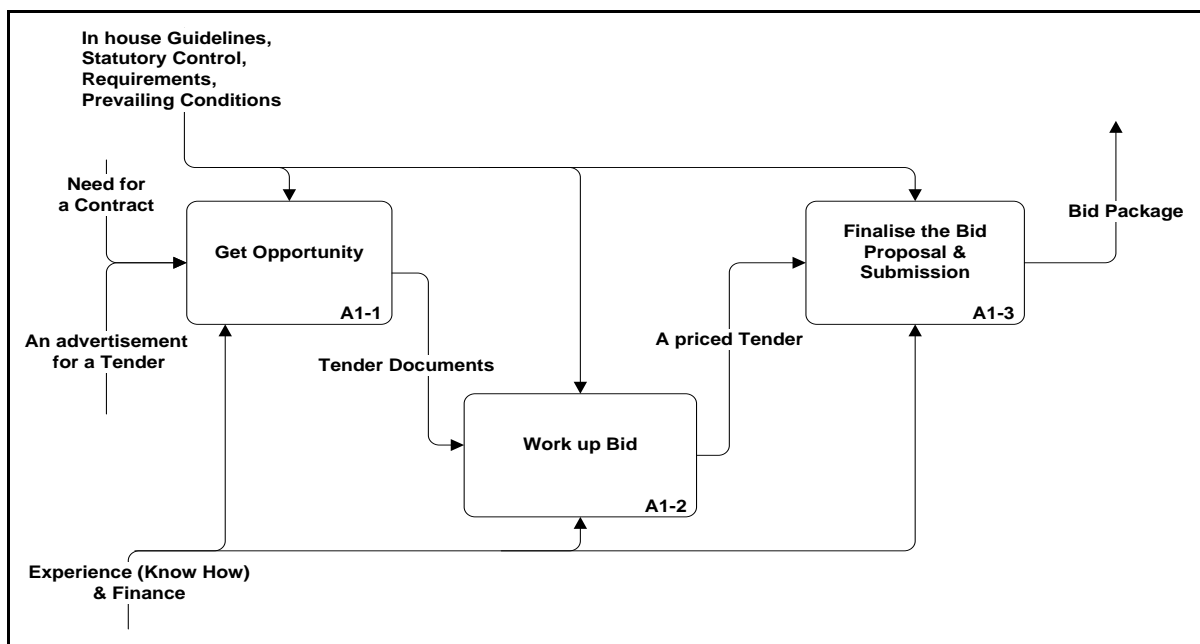 In house Guidelines,
Statutory Control,
Requirements,
Prevailing Conditions
Need for
a Contract
Get Opportunity
A1-1
An advertisement
for a Tender
Tender Documents
Work up Bid
A1-2
A priced Tender
Finalise the Bid
Proposal &
Submission
A1-3
Bid Package
Experience (Know How)
& Finance